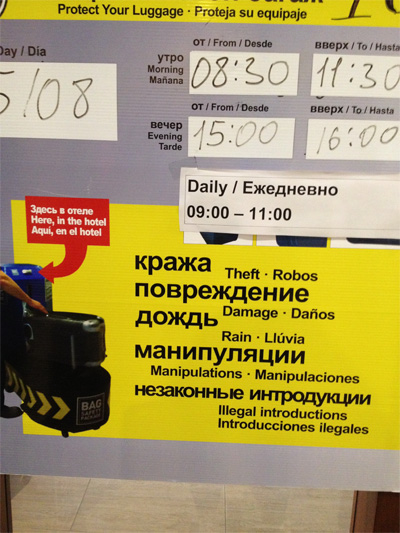 Protect Your Luggage · Proteja su equipaje
Day / Dia
5/08
утро
Morning
Mañana
от / From / Desde
08:30
вверх / To / Hasta
11:30
вечер
Evening
Tarde
от / From / Desde
15:00
вверх / To / Hasta
16:00
Daily / Ежедневно
09:00 – 11:00
Здесь в отеле
Here, in the hotel
Aquí, en el hotel
кража Theft · Robos
повреждение
Damage · Daños
дождь
Rain · Llúvia
манипуляции
Manipulations · Manipulaciones
незаконные интродукции
Illegal introductions
Introducciones ilegales
BAG